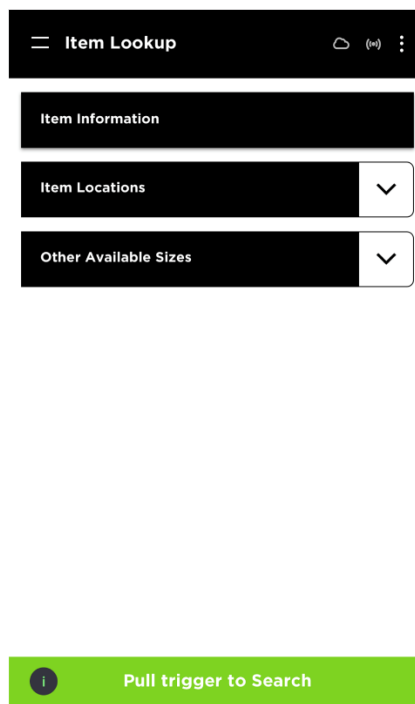 Item Lookup
Item Information
Item Locations
Other Available Sizes
i
Pull trigger to Search